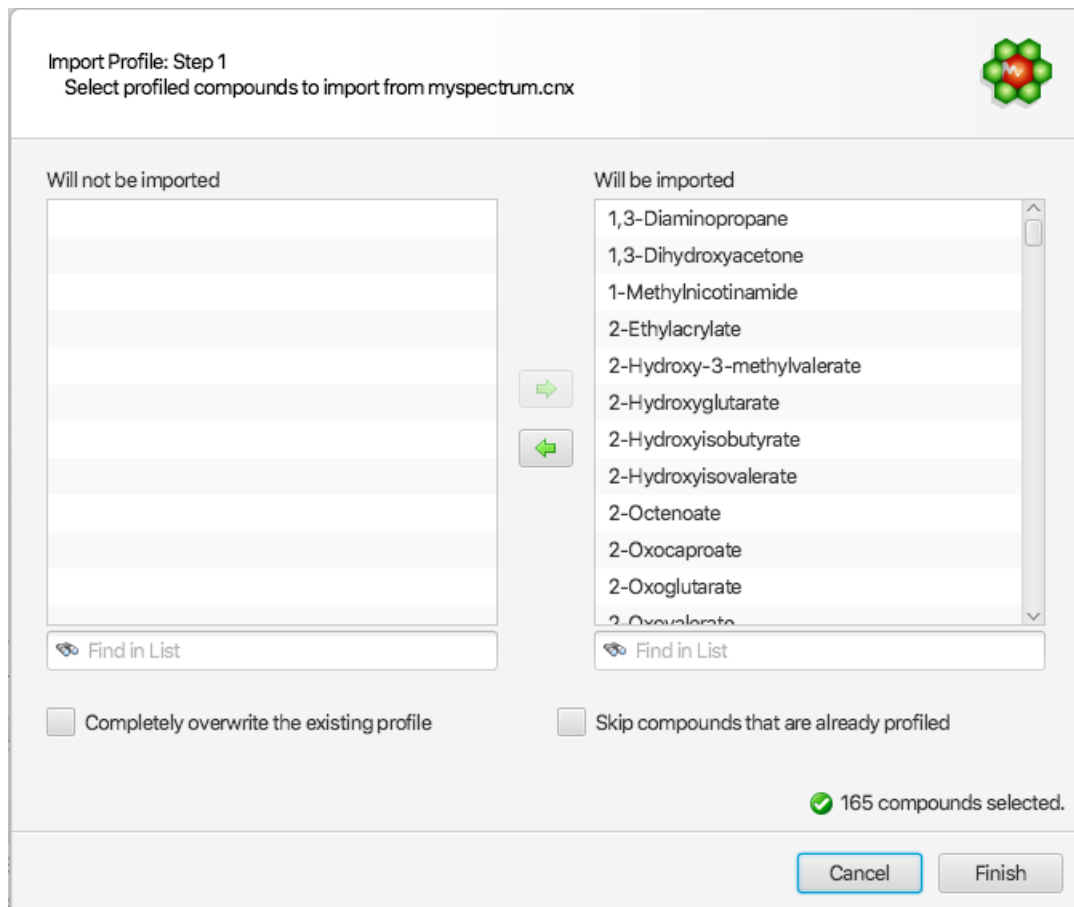 Import Profile: Step 1
Select profiled compounds to import from myspectrum.cnx
Will not be imported
Will be imported
1,3-Diaminopropane
1,3-Dihydroxyacetone
1-Methylnicotinamide
2-Ethylacrylate
2-Hydroxy-3-methylvalerate
2-Hydroxyglutarate
2-Hydroxyisobutyrate
2-Hydroxyisovalerate
2-Octenoate
2-Oxocaproate
2-Oxoglutarate
2-Oxovalerate
Find in List
Find in List
Completely overwrite the existing profile
Skip compounds that are already profiled
165 compounds selected.
Cancel
Finish